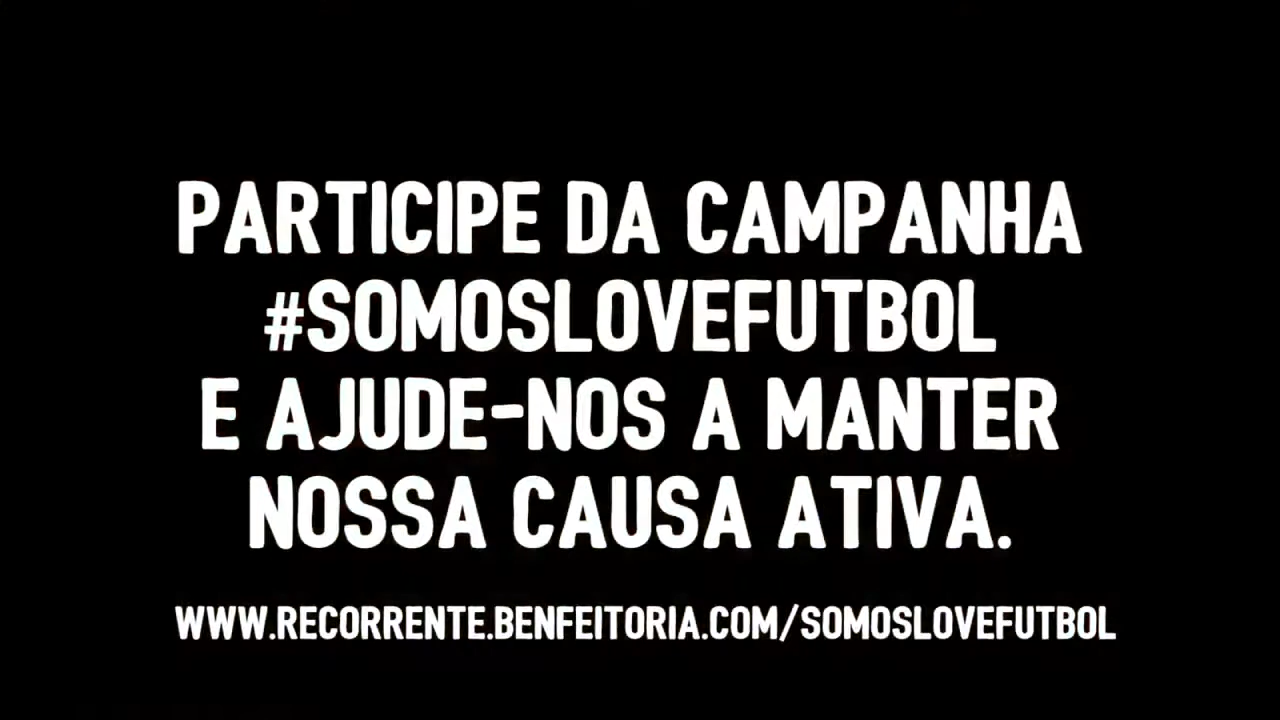 PARTICIPE DA CAMPANHA
#SOMOSLOVEFUTBOL
E AJUDE-NOS A MANTER
NOSSA CAUSA ATIVA.
WWW.RECORRENTE.BENFEITORIA.COM/SOMOSLOVEFUTBOL